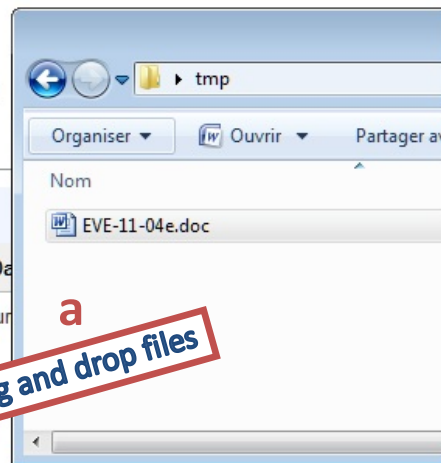 tmp
Organiser Ouvrir Partager
Nom
EVE-11-04e.doc
a
and drop files